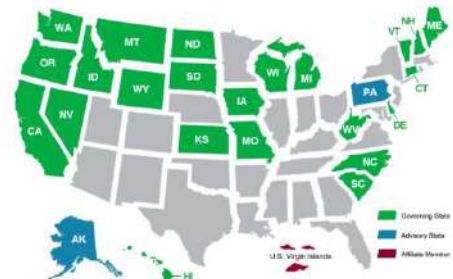 WA
MT
ND
OR
ID
SD
WY
WI
MI
VT
NH
ME
CT
PA
IA
NV
CA
KS
MO
WV
DE
NC
SC
AK
HI
U.S. Virgin Islands
Governing State
Advisory State
Affiliate Member